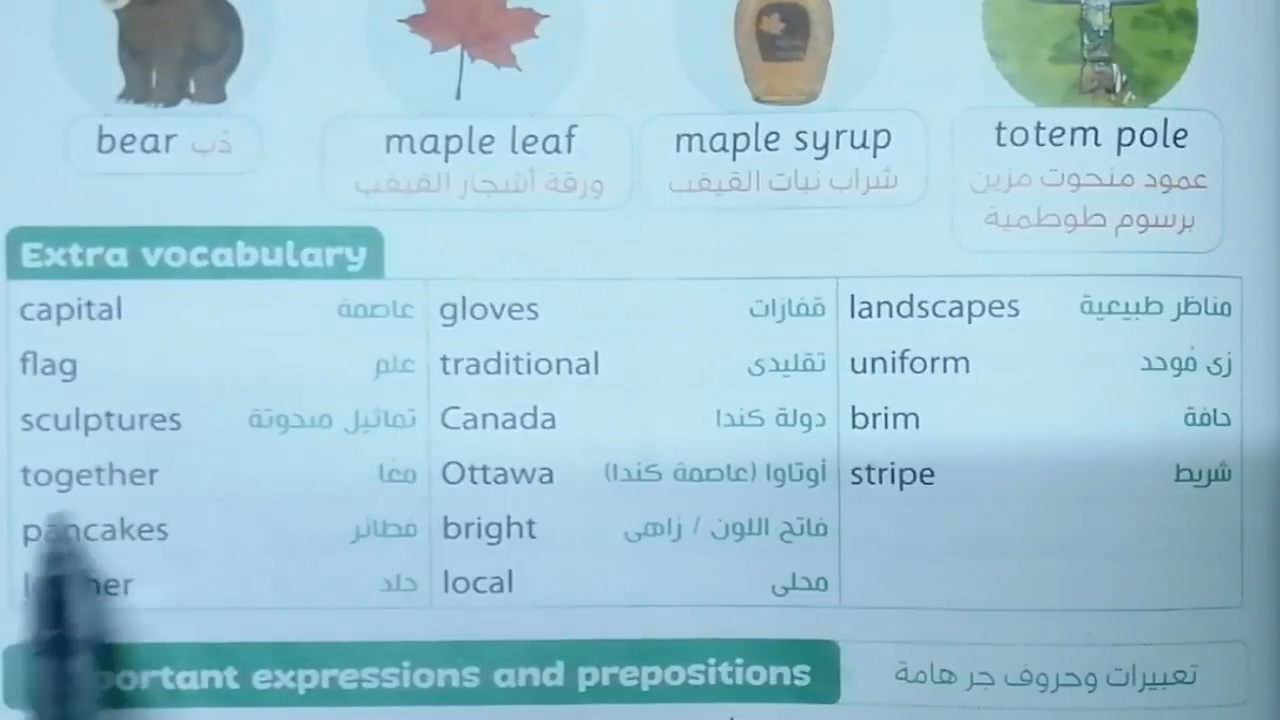 bear دب
maple leaf
ورقة أشجار القيقب
maple syrup
شراب نبات القيقب
totem pole
عمود منحوت مزين
برسوم طوطمية
Extra vocabulary
capital عاصمة gloves قفازات landscapes مناظر طبيعية
flag علم traditional تقليدى uniform زى موحد
sculptures تماثيل منحوتة Canada دولة كندا brim حافة
together معًا Ottawa أوتاوا (عاصمة كندا) stripe شريط
pancakes فطائر bright فاتح اللون / زاهى
جلد local محلى
expressions and prepositions تعبيرات وحروف جر هامة